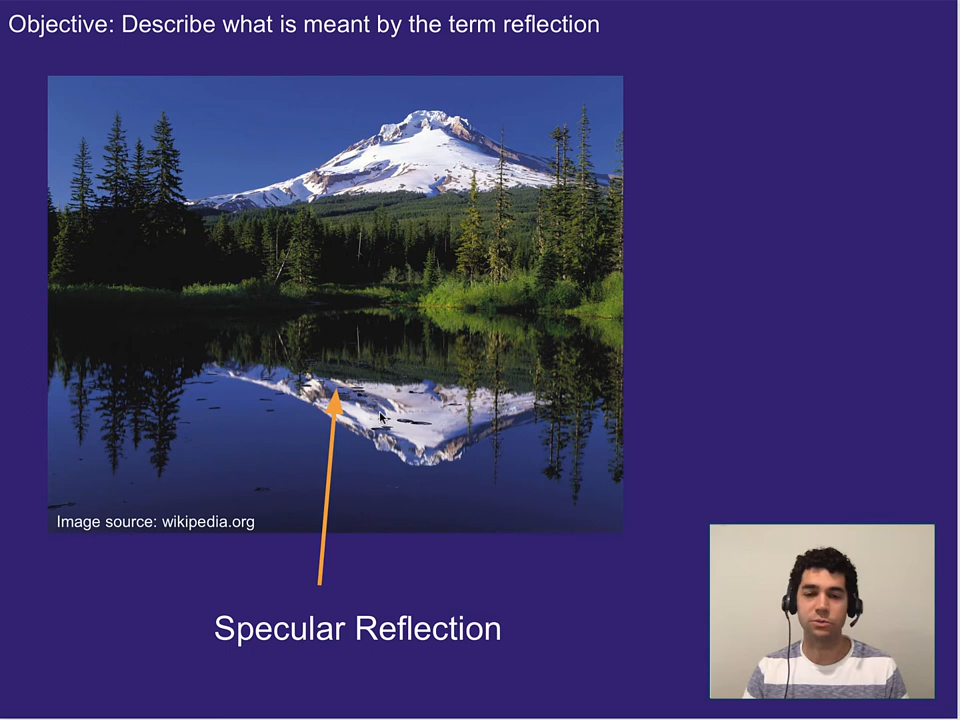 Objective: Describe what is meant by the term reflection
Image source: wikipedia.org
Specular Reflection